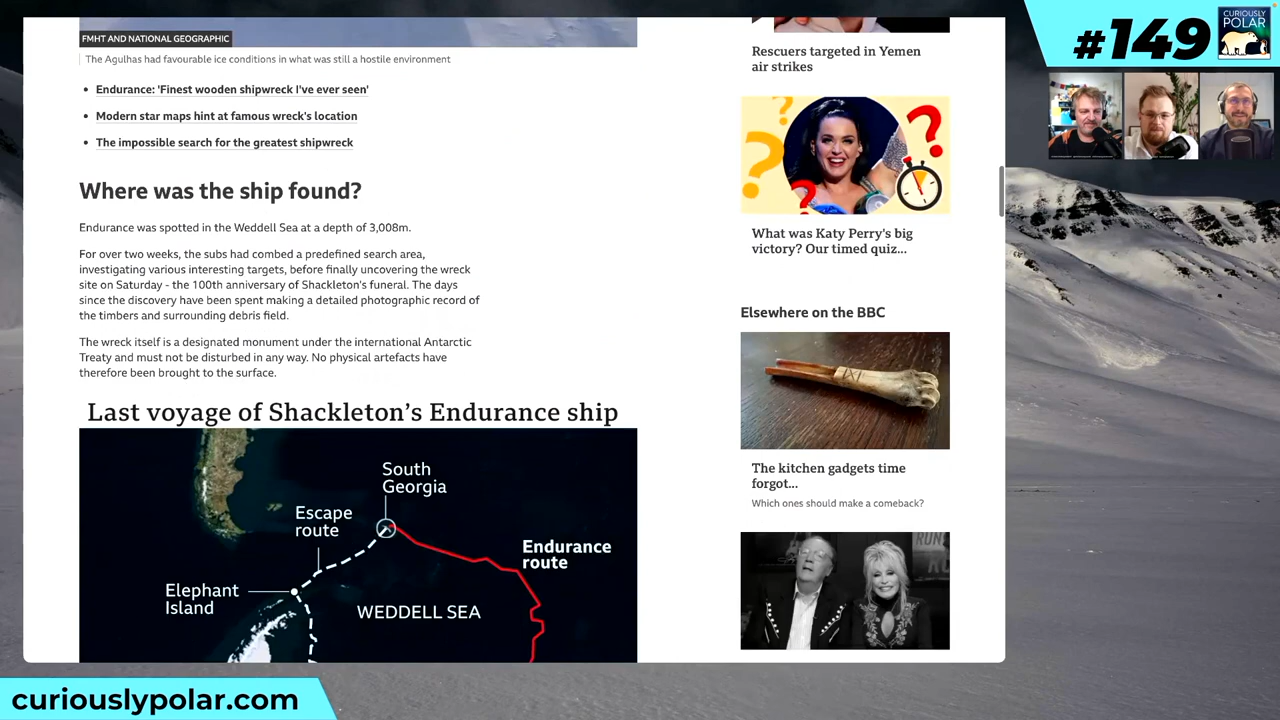 FMHT AND NATIONAL GEOGRAPHIC
The Agulhas had favourable ice conditions in what was still a hostile environment
Endurance: 'Finest wooden shipwreck I've ever seen'
Modern star maps hint at famous wreck's location
The impossible search for the greatest shipwreck
Where was the ship found?
Endurance was spotted in the Weddell Sea at a depth of 3,008m.
For over two weeks, the subs had combed a predefined search area,
investigating various interesting targets, before finally uncovering the wreck
site on Saturday - the 100th anniversary of Shackleton's funeral. The days
since the discovery have been spent making a detailed photographic record of
the timbers and surrounding debris field.
The wreck itself is a designated monument under the international Antarctic
Treaty and must not be disturbed in any way. No physical artefacts have
therefore been brought to the surface.
Last voyage of Shackleton's Endurance ship
South
Georgia
Escape
route
Endurance
route
Elephant
Island
WEDDELL SEA
Rescuers targeted in Yemen
air strikes
What was Katy Perry's big
victory? Our timed quiz...
Elsewhere on the BBC
The kitchen gadgets time
forgot...
Which ones should make a comeback?
#149
CURIOUSLY
POLAR
curiouslypolar.com